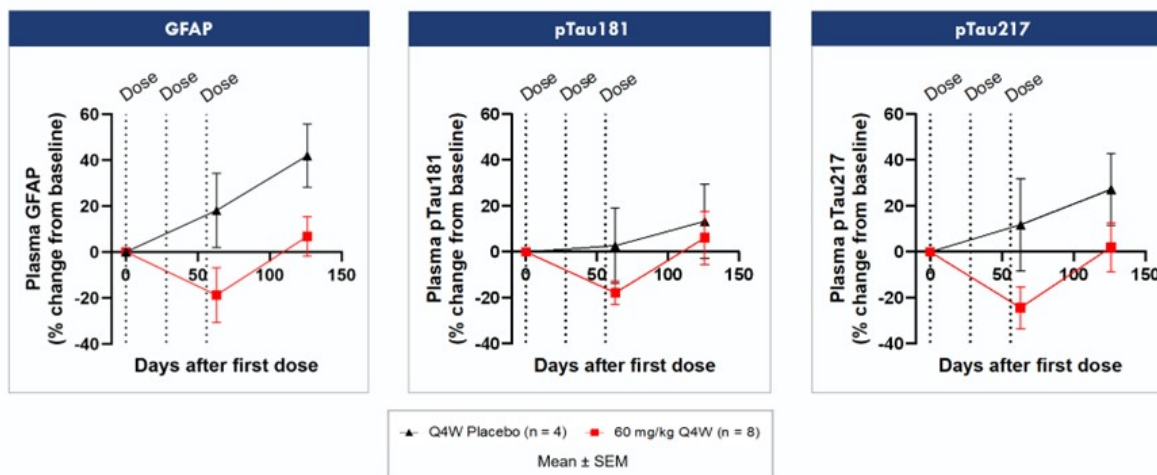 GFAP
Dose Dose Dose
Plasma GFAP
(% change from baseline)
60
40
20
0
-20
-40
0 50 100 150
Days after first dose
pTau181
Dose Dose Dose
Plasma pTau181
(% change from baseline)
60
40
20
0
-20
-40
0 50 100 150
Days after first dose
pTau217
Dose Dose Dose
Plasma pTau217
(% change from baseline)
60
40
20
0
-20
-40
0 50 100 150
Days after first dose
Q4W Placebo (n = 4) 60 mg/kg Q4W (n = 8)
Mean ± SEM